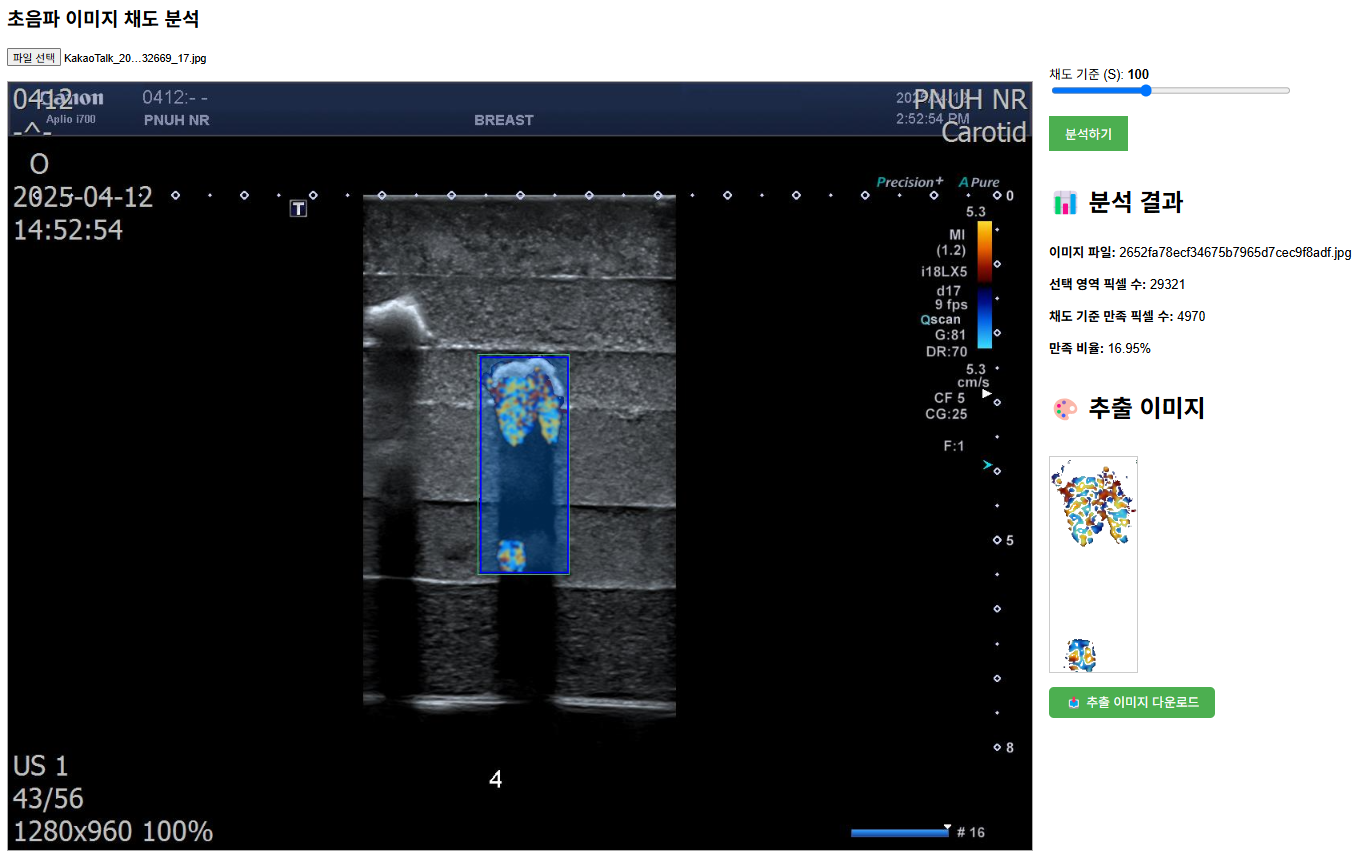 초음파 이미지 채도 분석
파일 선택 KakaoTalk_20...32669_17.jpg
채도 기준 (S): 100
분석하기
📊 분석 결과
이미지 파일: 2652fa78ecf34675b7965d7cec9f8adf.jpg
선택 영역 픽셀 수: 29321
채도 기준 만족 픽셀 수: 4970
만족 비율: 16.95%
🎨 추출 이미지
추출 이미지 다운로드
0412
Canon
0412:- -
PNUH NR
-^-
Aplio i700
PNUH NR
BREAST
2:52:54 PM
Carotid
O
2025-04-12
14:52:54
T
Precision+ A Pure
0
5.3
MI
(1.2)
i18LX5
d17
9 fps
Qscan
G:81
DR:70
5.3
cm/s
CF 5
CG:25
F:1
5
8
US 1
43/56
1280x960 100%
4
# 16